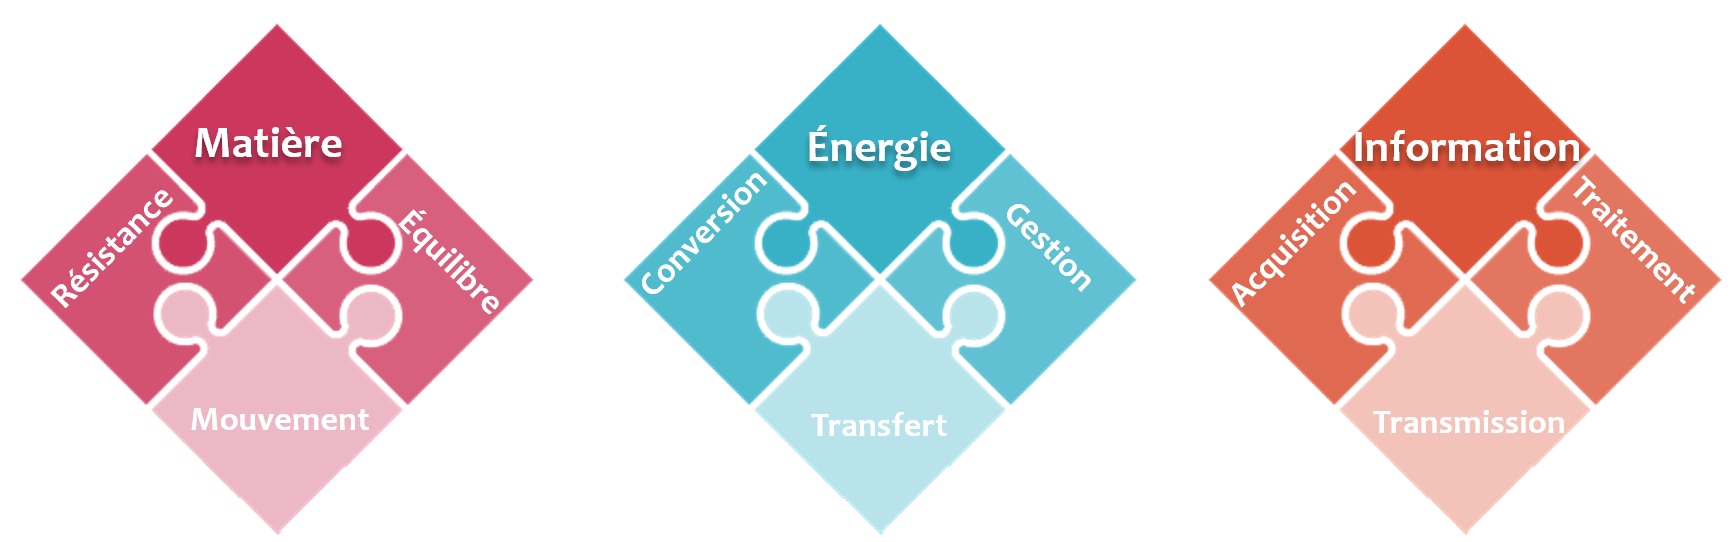 Matière
Résistance
Équilibre
Mouvement
Énergie
Conversion
Gestion
Transfert
Information
Acquisition
Traitement
Transmission